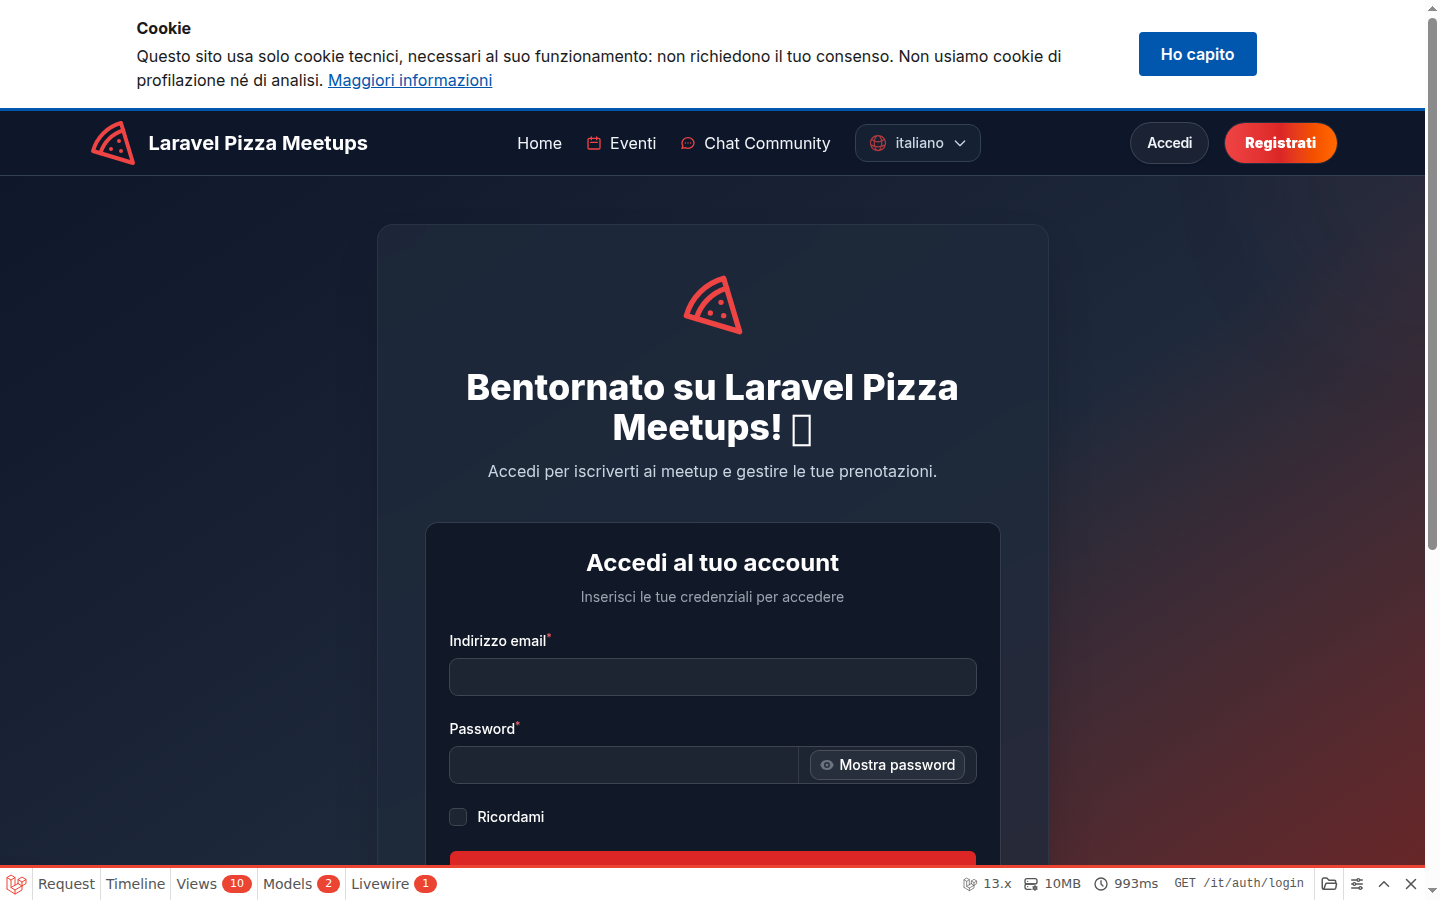 Cookie
Questo sito usa solo cookie tecnici, necessari al suo funzionamento: non richiedono il tuo consenso. Non usiamo cookie di
profilazione né di analisi. Maggiori informazioni
Ho capito
Laravel Pizza Meetups
Home
Eventi
Chat Community
italiano
Accedi
Registrati
Bentornato su Laravel Pizza
Meetups!
Accedi per iscriverti ai meetup e gestire le tue prenotazioni.
Accedi al tuo account
Inserisci le tue credenziali per accedere
Indirizzo email*
Password*
Mostra password
Ricordami
Request
Timeline
Views 10
Models 2
Livewire 1
13.x
10MB
993ms
GET /it/auth/login